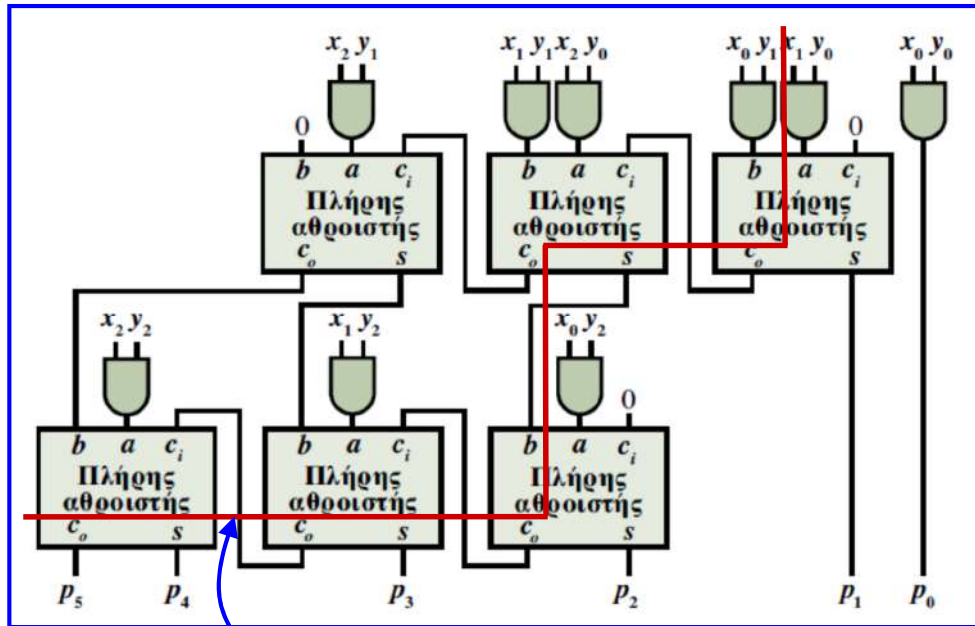 x₂ y₁ x₁ y₁ x₂ y₀ x₀ y₁ x₁ y₀ x₀ y₀
0 0
b a cᵢ b a cᵢ b a cᵢ
Πλήρης Πλήρης Πλήρης
αθροιστής αθροιστής αθροιστής
cₒ s cₒ s cₒ s
x₂ y₂ x₁ y₂ x₀ y₂
0
b a cᵢ b a cᵢ b a cᵢ
Πλήρης Πλήρης Πλήρης
αθροιστής αθροιστής αθροιστής
cₒ s cₒ s cₒ s
p₅ p₄ p₃ p₂ p₁ p₀